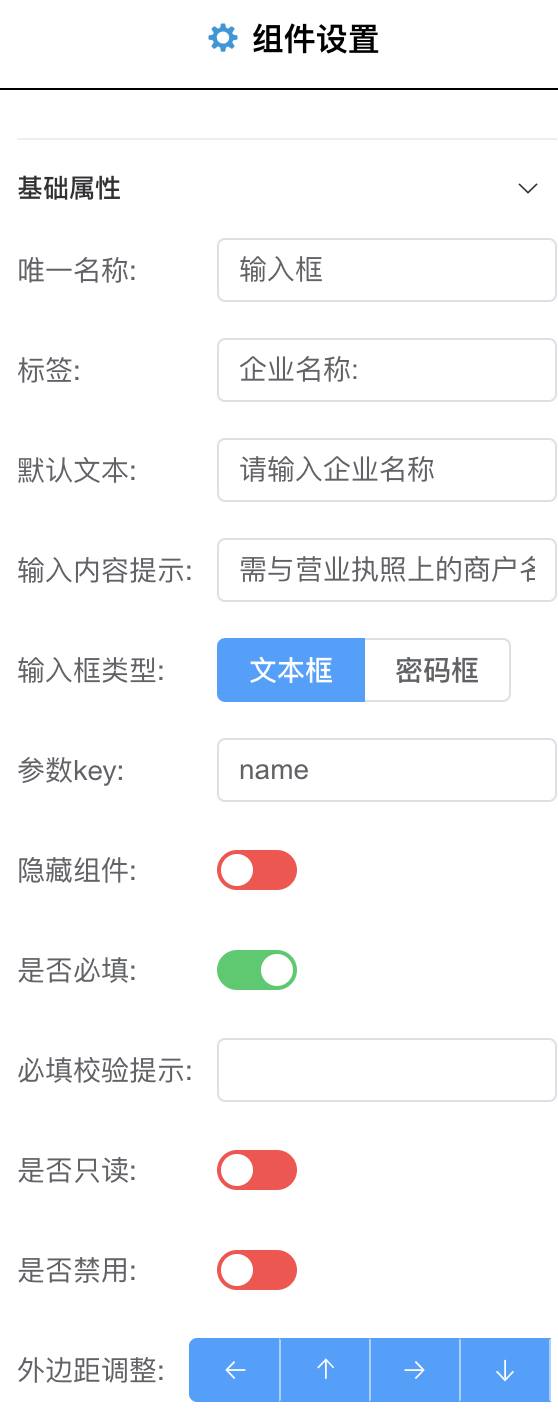 组件设置
基础属性
唯一名称: 输入框
标签: 企业名称:
默认文本: 请输入企业名称
输入内容提示: 需与营业执照上的商户
输入框类型: 文本框 密码框
参数key: name
隐藏组件:
是否必填:
必填校验提示:
是否只读:
是否禁用:
外边距调整: